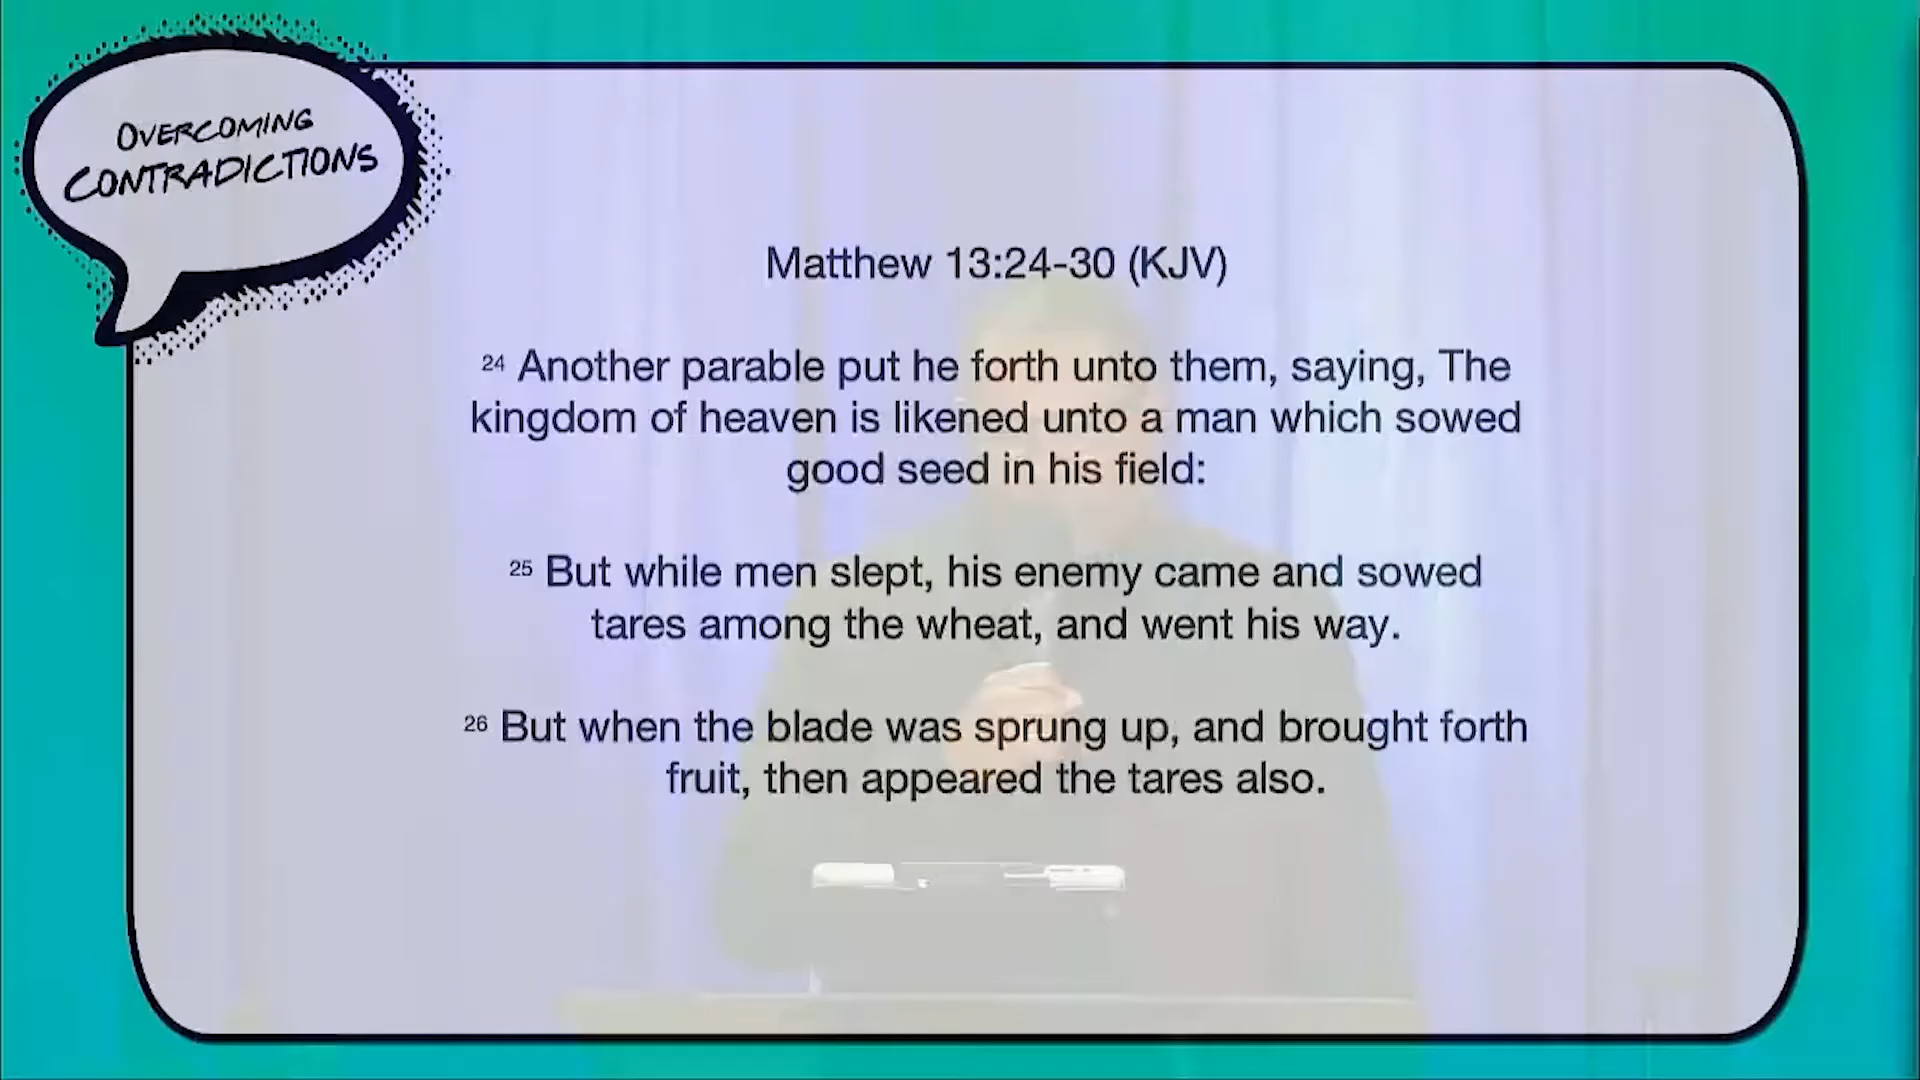 OVERCOMING
CONTRADICTIONS
Matthew 13:24-30 (KJV)
24 Another parable put he forth unto them, saying, The
kingdom of heaven is likened unto a man which sowed
good seed in his field:
25 But while men slept, his enemy came and sowed
tares among the wheat, and went his way.
26 But when the blade was sprung up, and brought forth
fruit, then appeared the tares also.